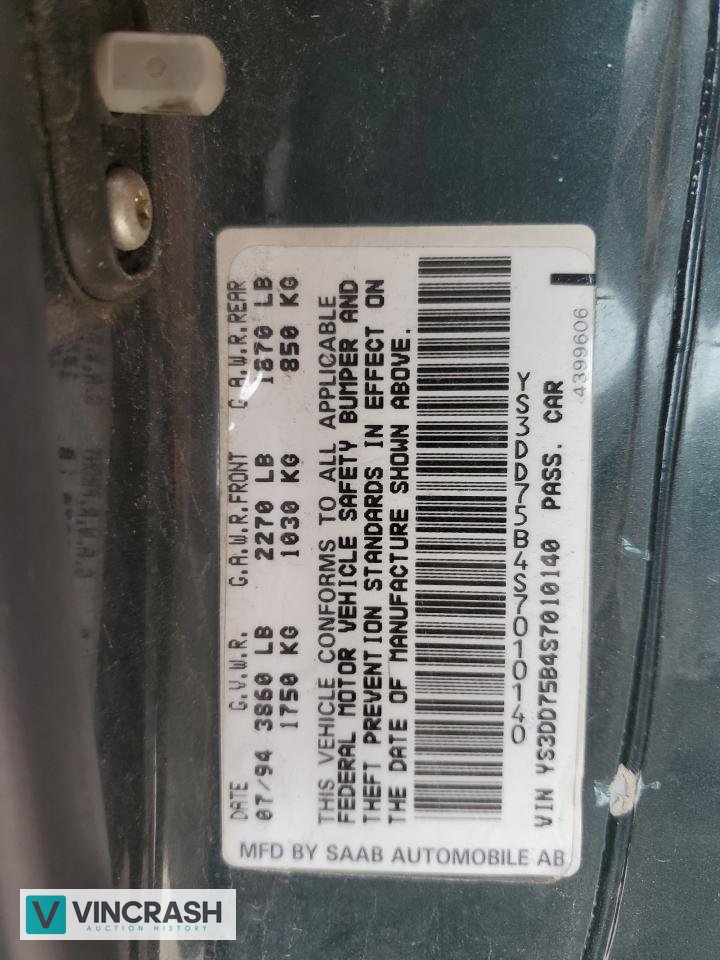 MFD BY SAAB AUTOMOBILE AB
DATE G.V.W.R. G.A.W.R.FRONT G.A.W.R.REAR
07/94 3860 LB 2270 LB 1870 LB
1750 KG 1030 KG 850 KG
THIS VEHICLE CONFORMS TO ALL APPLICABLE
FEDERAL MOTOR VEHICLE SAFETY BUMPER AND
THEFT PREVENTION STANDARDS IN EFFECT ON
THE DATE OF MANUFACTURE SHOWN ABOVE.
YS3DD75B4S7010140
VIN YS3DD75B4S7010140 PASS. CAR
4399606
V VINCRASH
AUCTION HISTORY